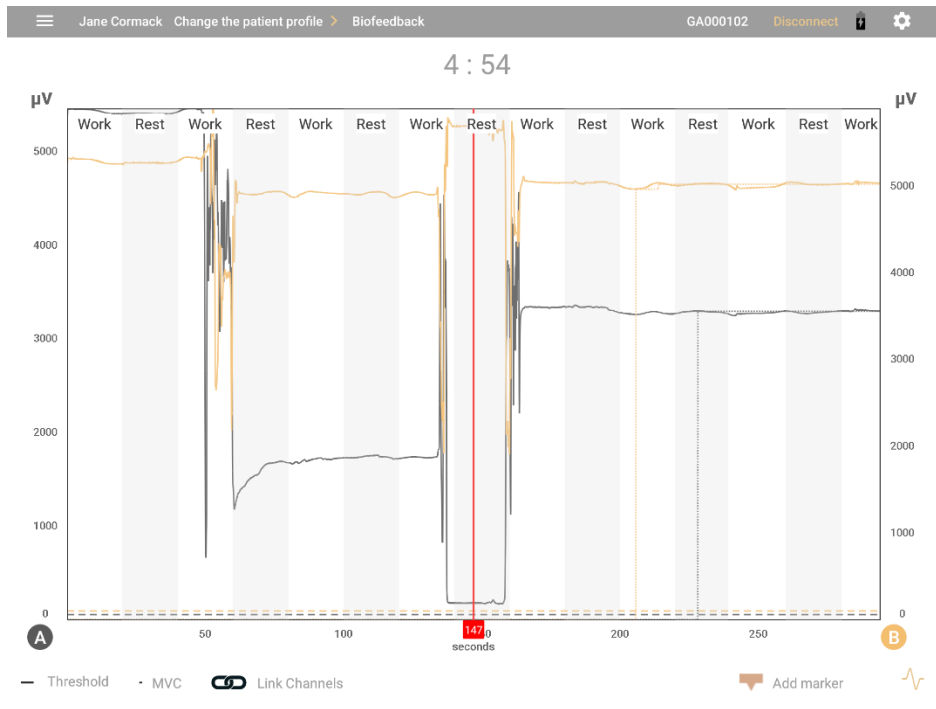 Jane Cormack Change the patient profile > Biofeedback GA000102 Disconnect
4 : 54
µV µV
Work Rest Work Rest Work Rest Work Rest Work Rest Work Rest Work Rest Work
5000 5000
4000 4000
3000 3000
2000 2000
1000 1000
0 0
A 50 100 147 0 200 250 B
seconds
Threshold MVC Link Channels Add marker